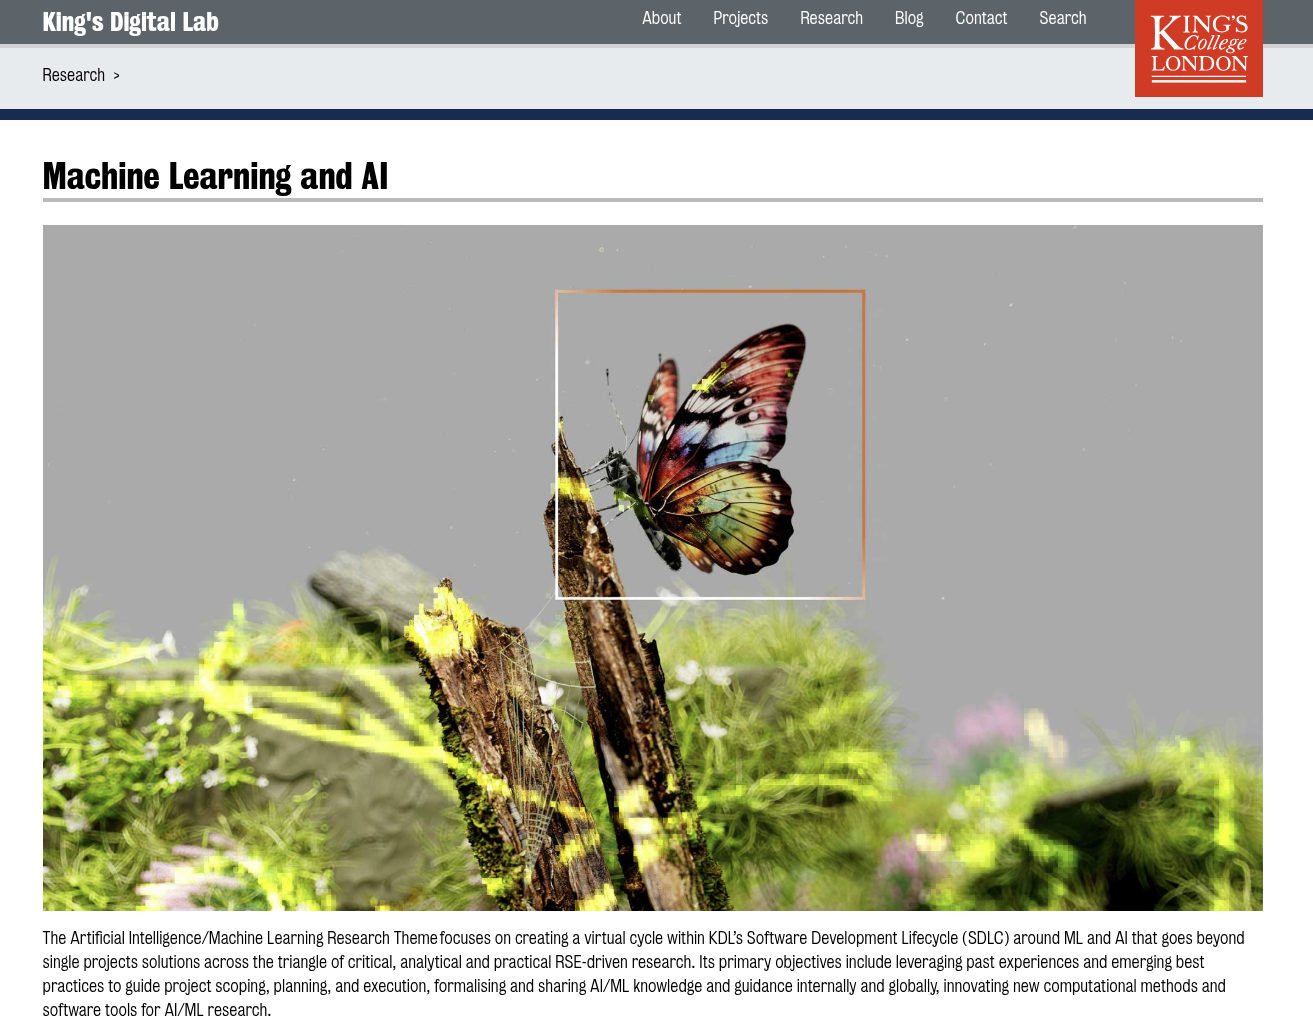 King's Digital Lab
About Projects Research Blog Contact Search
KING'S
College
LONDON
Research >
Machine Learning and AI
The Artificial Intelligence/Machine Learning Research Theme focuses on creating a virtual cycle within KDL’s Software Development Lifecycle (SDLC) around ML and AI that goes beyond
single projects solutions across the triangle of critical, analytical and practical RSE-driven research. Its primary objectives include leveraging past experiences and emerging best
practices to guide project scoping, planning, and execution, formalising and sharing AI/ML knowledge and guidance internally and globally, innovating new computational methods and
software tools for AI/ML research.